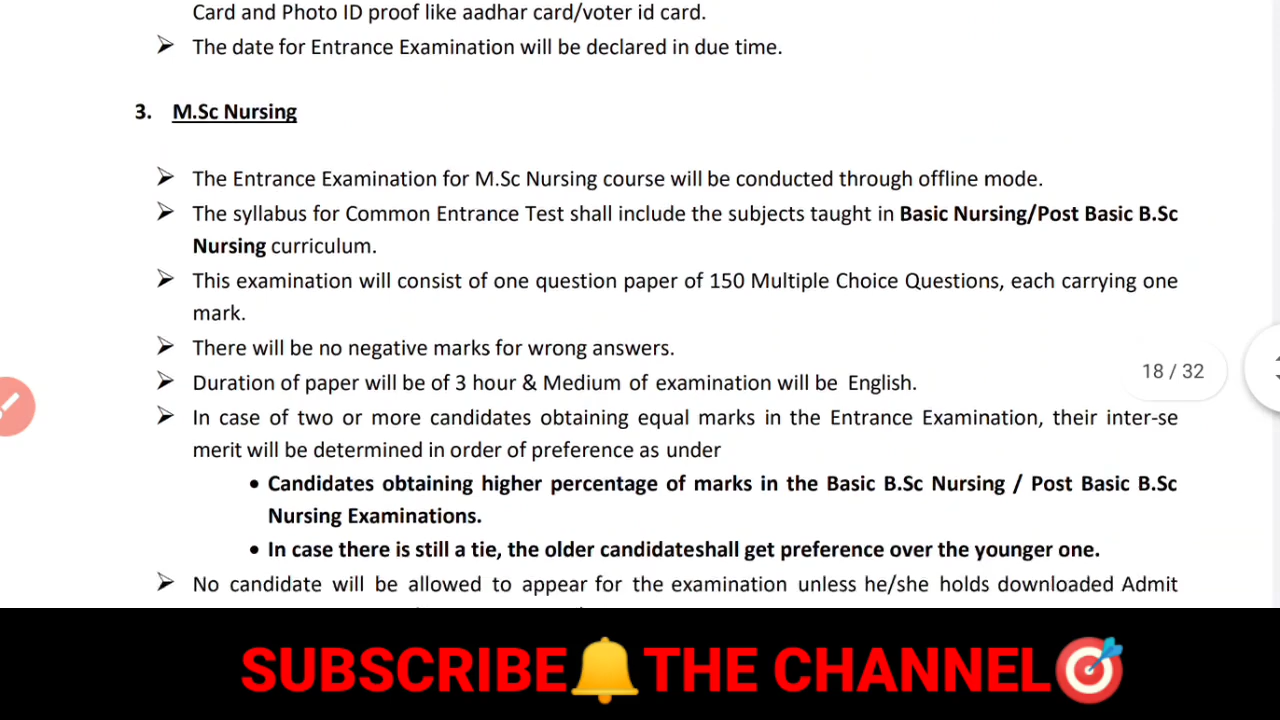 Card and Photo ID proof like aadhar card/voter id card.
➢ The date for Entrance Examination will be declared in due time.
3. M.Sc Nursing
➢ The Entrance Examination for M.Sc Nursing course will be conducted through offline mode.
➢ The syllabus for Common Entrance Test shall include the subjects taught in Basic Nursing/Post Basic B.Sc
Nursing curriculum.
➢ This examination will consist of one question paper of 150 Multiple Choice Questions, each carrying one
mark.
➢ There will be no negative marks for wrong answers.
➢ Duration of paper will be of 3 hour & Medium of examination will be English.
18 / 32
➢ In case of two or more candidates obtaining equal marks in the Entrance Examination, their inter-se
merit will be determined in order of preference as under
• Candidates obtaining higher percentage of marks in the Basic B.Sc Nursing / Post Basic B.Sc
Nursing Examinations.
• In case there is still a tie, the older candidateshall get preference over the younger one.
➢ No candidate will be allowed to appear for the examination unless he/she holds downloaded Admit
SUBSCRIBE🔔THE CHANNEL🎯